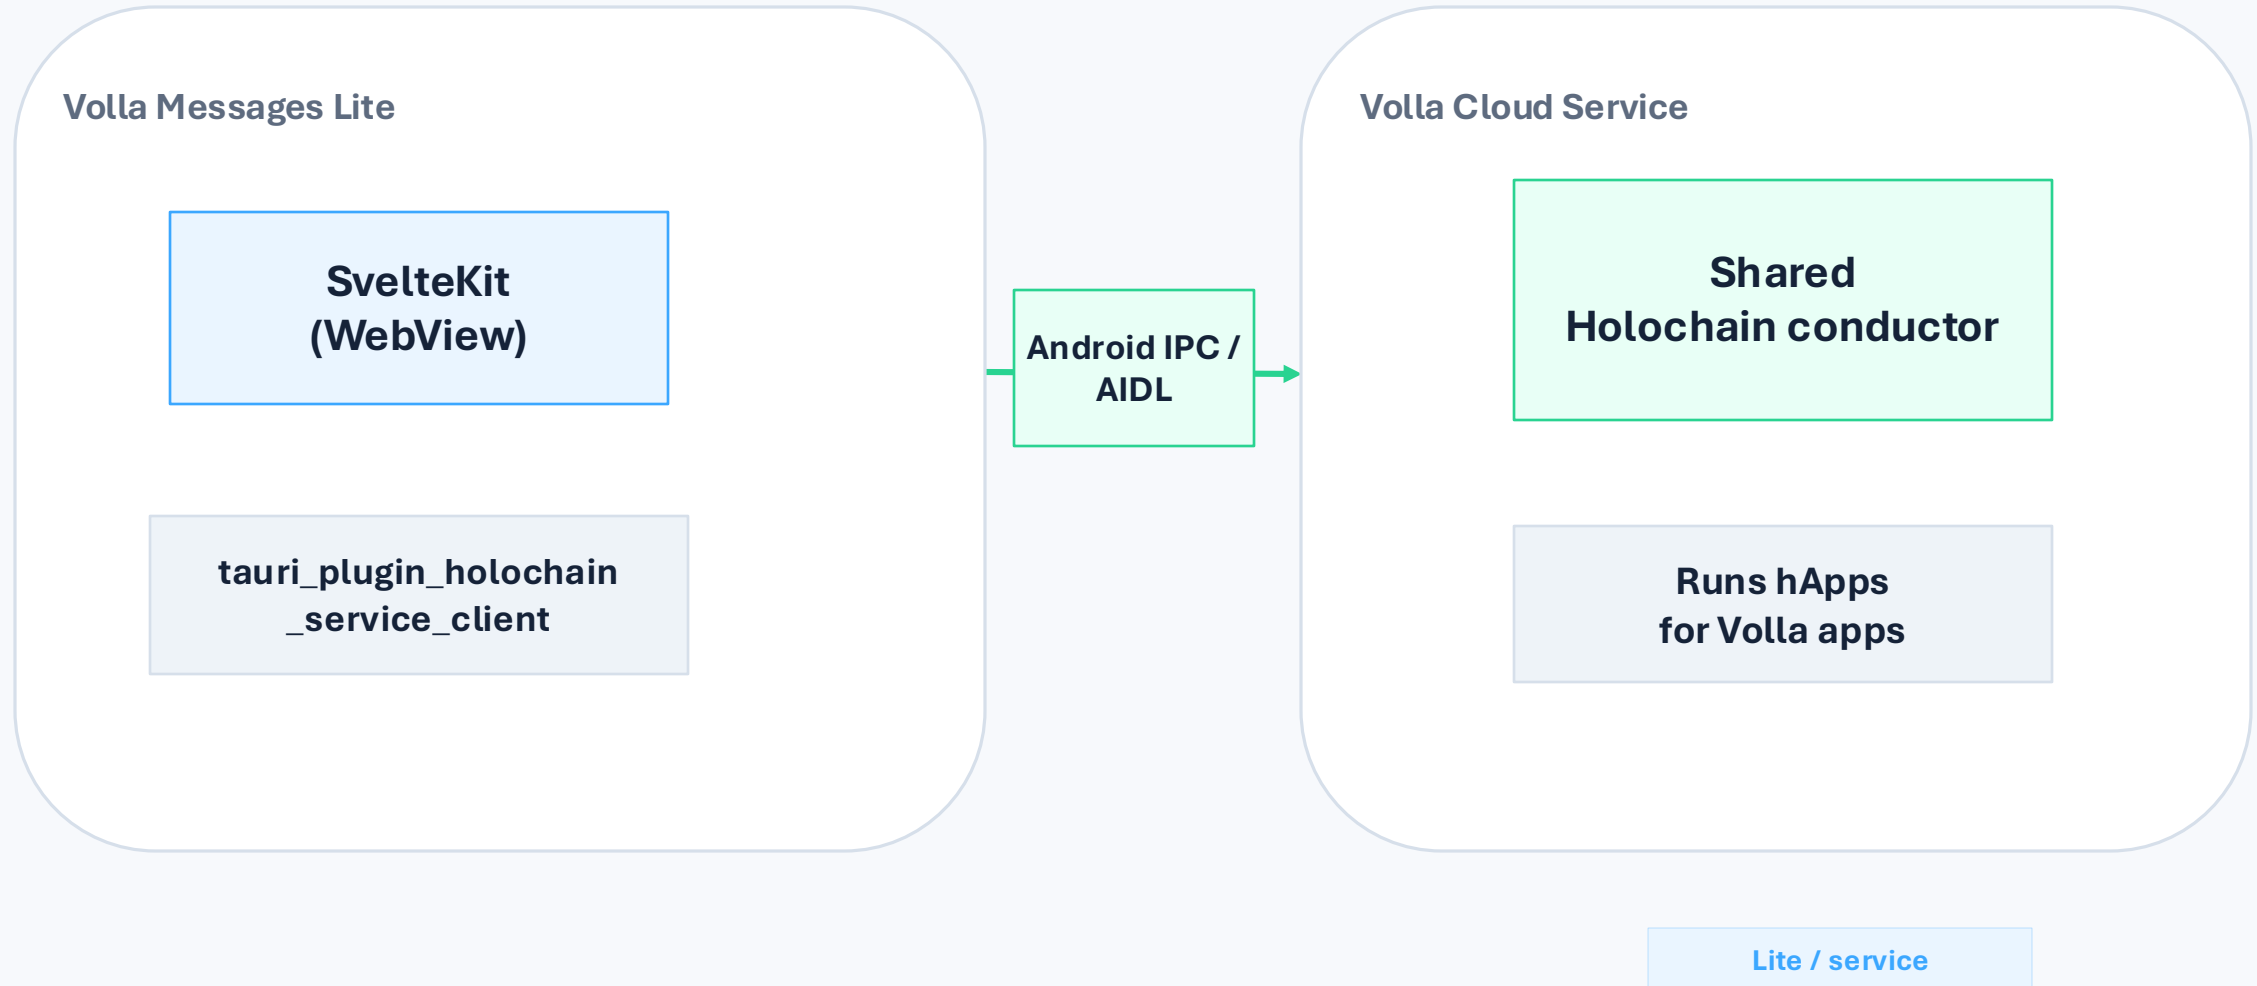 Volla Messages Lite
SvelteKit
(WebView)
tauri_plugin_holochain
_service_client
Android IPC /
AIDL
Volla Cloud Service
Shared
Holochain conductor
Runs hApps
for Volla apps
Lite / service